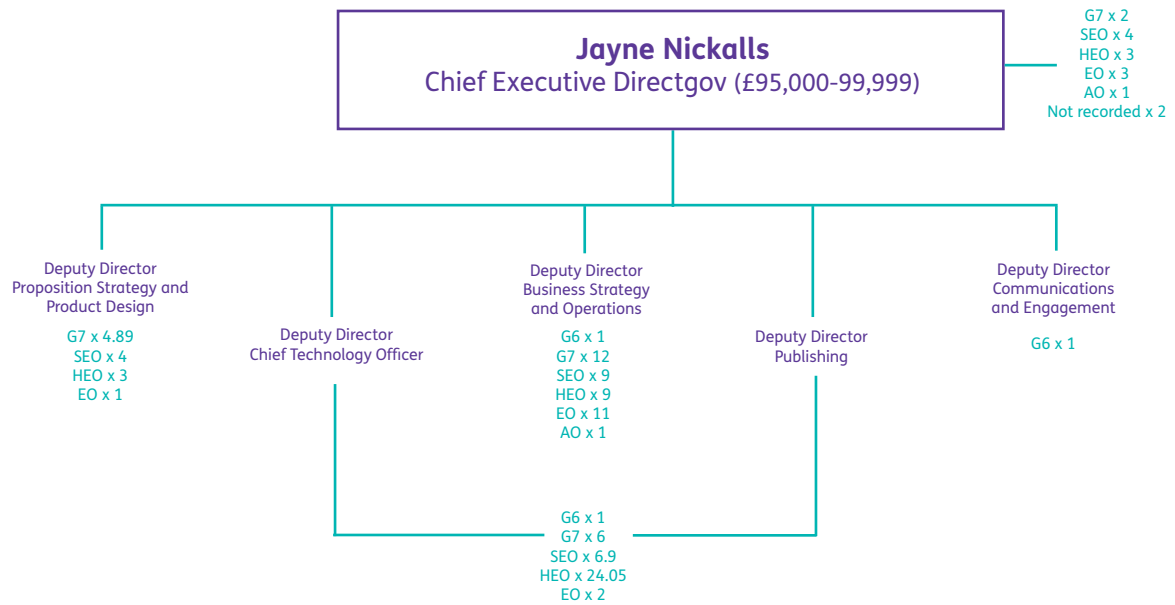 Jayne Nickalls
Chief Executive Directgov (£95,000-99,999)
G7 x 2
SEO x 4
HEO x 3
EO x 3
AO x 1
Not recorded x 2
Deputy Director
Proposition Strategy and
Product Design
G7 x 4.89
SEO x 4
HEO x 3
EO x 1
Deputy Director
Chief Technology Officer
Deputy Director
Business Strategy
and Operations
G6 x 1
G7 x 12
SEO x 9
HEO x 9
EO x 11
AO x 1
Deputy Director
Publishing
Deputy Director
Communications
and Engagement
G6 x 1
G6 x 1
G7 x 6
SEO x 6.9
HEO x 24.05
EO x 2